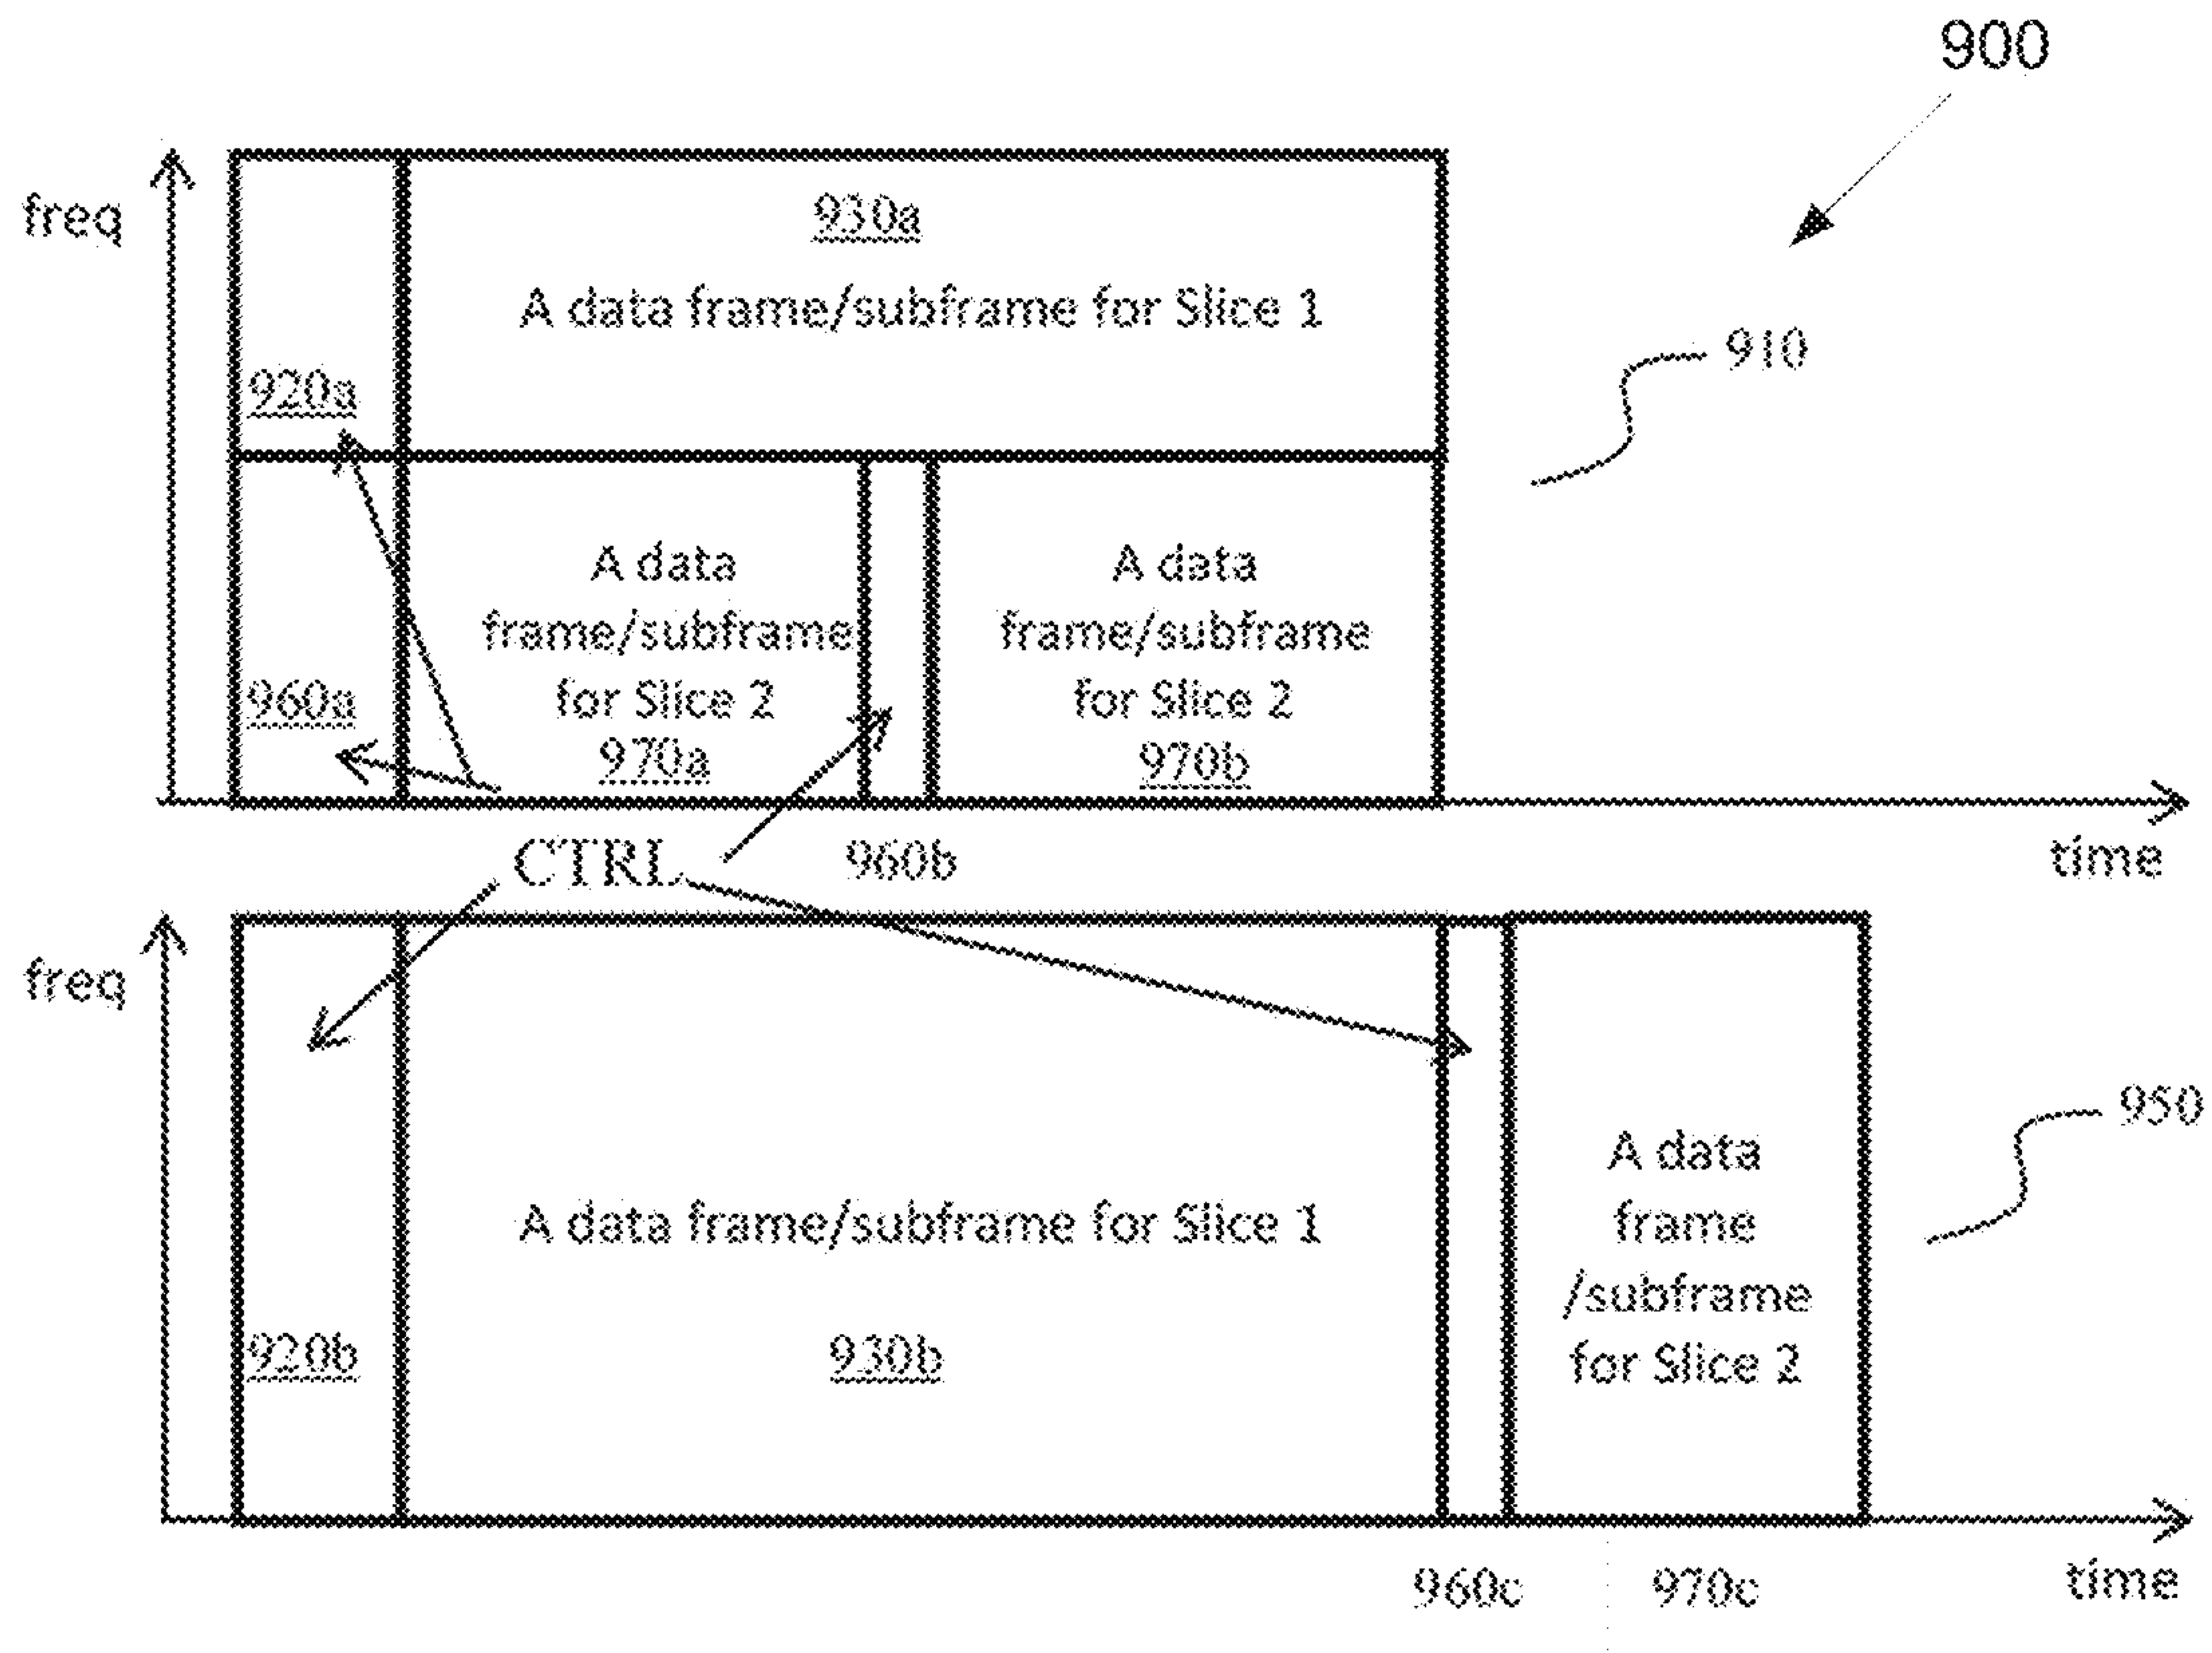 900
freq
930a
A data frame/subframe for Slice 1
910
920a
A data
frame/subframe
for Slice 2
970a
A data
frame/subframe
for Slice 2
970b
960a
CTRL
960b
time
freq
950
A data frame/subframe for Slice 1
930b
920b
A data
frame
/subframe
for Slice 2
960c
970c
time